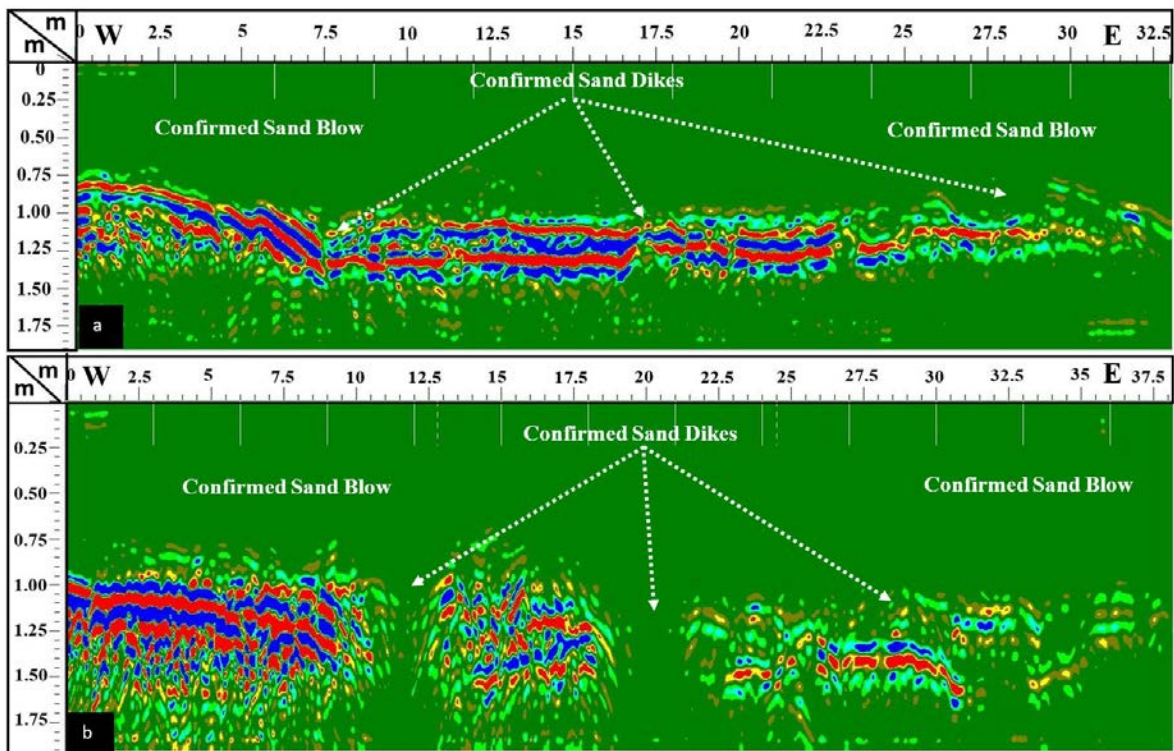 m
m
0 W 2.5 5 7.5 10 12.5 15 17.5 20 22.5 25 27.5 30 E 32.5
0
Confirmed Sand Dikes
0.25
Confirmed Sand Blow
Confirmed Sand Blow
0.50
0.75
1.00
1.25
1.50
1.75
a
m
m
0 W 2.5 5 7.5 10 12.5 15 17.5 20 22.5 25 27.5 30 32.5 35 E 37.5
Confirmed Sand Dikes
0.25
Confirmed Sand Blow
Confirmed Sand Blow
0.50
0.75
1.00
1.25
1.50
1.75
b